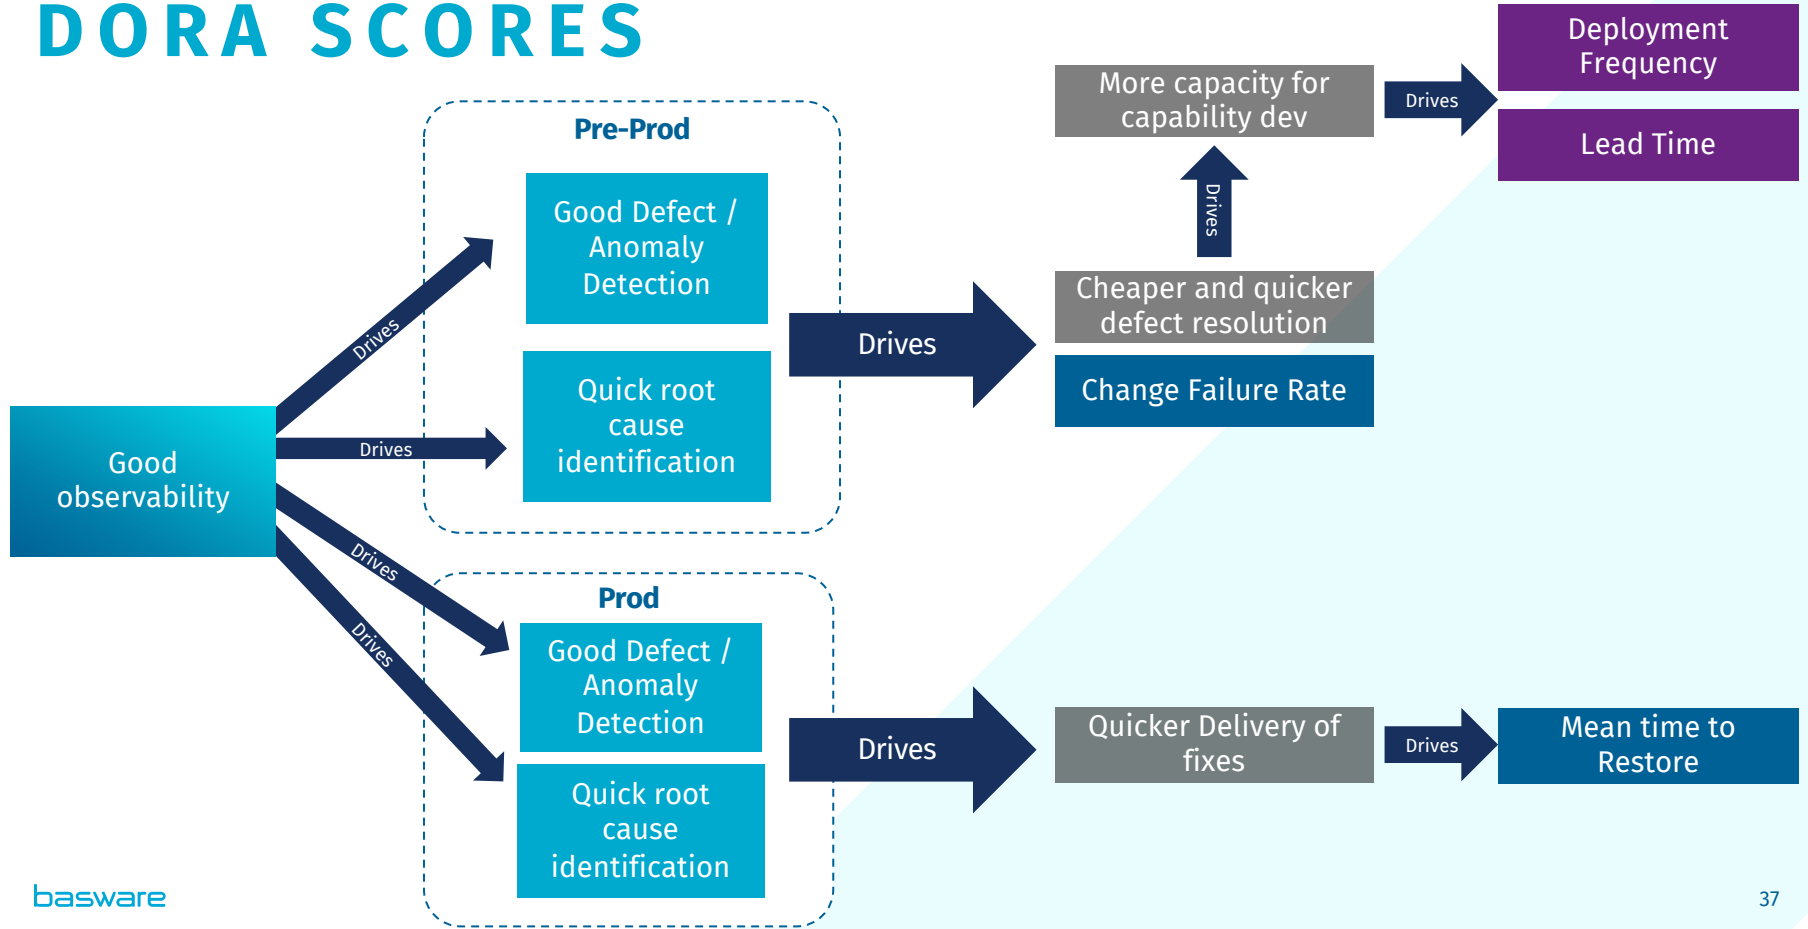 DORA SCORES
Pre-Prod
Good Defect /
Anomaly
Detection
Quick root
cause
identification
Good
observability
Drives
Drives
Drives
Drives
Prod
Good Defect /
Anomaly
Detection
Quick root
cause
identification
Drives
Cheaper and quicker
defect resolution
Change Failure Rate
Drives
More capacity for
capability dev
Drives
Deployment
Frequency
Lead Time
Drives
Quicker Delivery of
fixes
Drives
Mean time to
Restore
basware
37